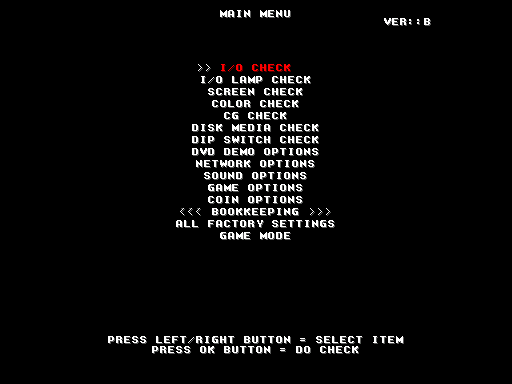 MAIN MENU
VER::B
>> I/O CHECK
I/O LAMP CHECK
SCREEN CHECK
COLOR CHECK
CG CHECK
DISK MEDIA CHECK
DIP SWITCH CHECK
DVD DEMO OPTIONS
NETWORK OPTIONS
SOUND OPTIONS
GAME OPTIONS
COIN OPTIONS
<<< BOOKKEEPING >>>
ALL FACTORY SETTINGS
GAME MODE
PRESS LEFT/RIGHT BUTTON = SELECT ITEM
PRESS OK BUTTON = DO CHECK